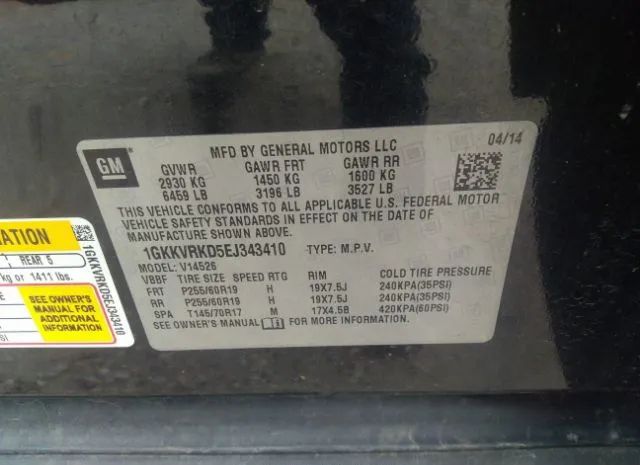 GM
MFD BY GENERAL MOTORS LLC
04/14
GVWR GAWR FRT GAWR RR
2930 KG 1450 KG 1600 KG
6459 LB 3196 LB 3527 LB
THIS VEHICLE CONFORMS TO ALL APPLICABLE U.S. FEDERAL MOTOR
VEHICLE SAFETY STANDARDS IN EFFECT ON THE DATE OF
MANUFACTURE SHOWN ABOVE.
1GKKVRKD5EJ343410 TYPE: M.P.V.
MODEL: V14526
VBBF TIRE SIZE SPEED RTG RIM COLD TIRE PRESSURE
FRT P255/60R19 H 19X7.5J 240KPA(35PSI)
RR P255/60R19 H 19X7.5J 240KPA(35PSI)
SPA T145/70R17 M 17X4.5B 420KPA(60PSI)
SEE OWNER'S MANUAL FOR MORE INFORMATION
REAR 5
kg or 1411 lbs.
SEE OWNER'S
MANUAL FOR
ADDITIONAL
INFORMATION
1GKKVRKD5EJ343410